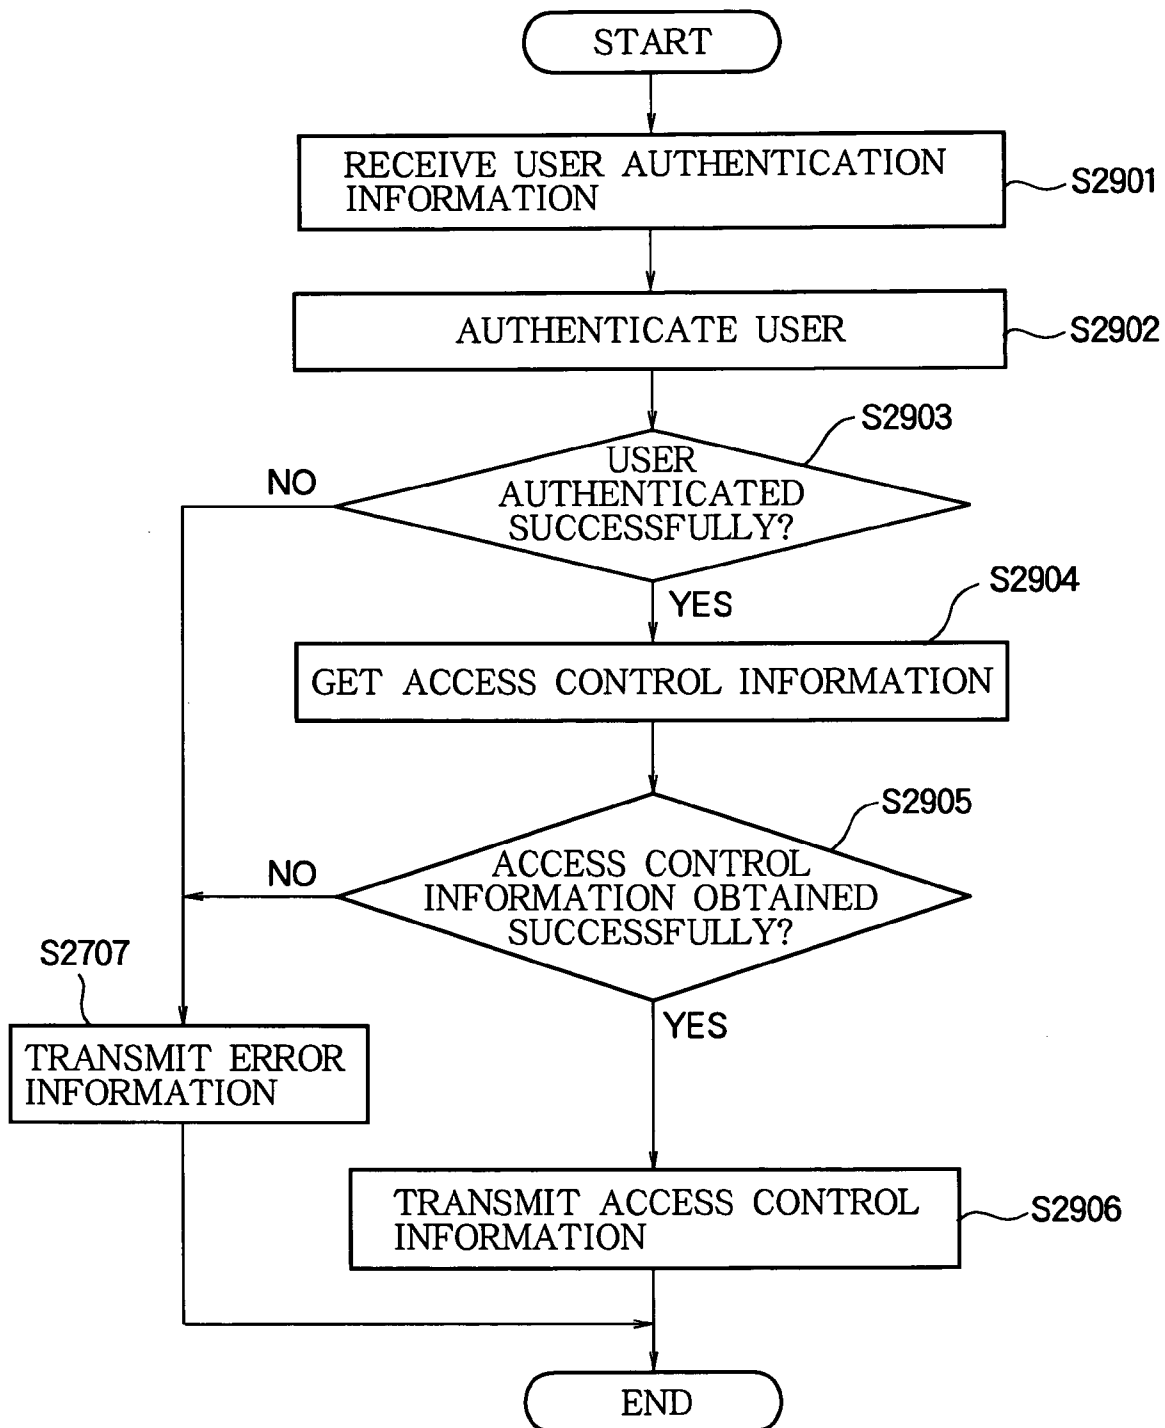 START
RECEIVE USER AUTHENTICATION
INFORMATION
S2901
AUTHENTICATE USER
S2902
S2903
USER
AUTHENTICATED
SUCCESSFULLY?
NO
YES
S2904
GET ACCESS CONTROL INFORMATION
S2905
ACCESS CONTROL
INFORMATION OBTAINED
SUCCESSFULLY?
NO
YES
S2707
TRANSMIT ERROR
INFORMATION
TRANSMIT ACCESS CONTROL
INFORMATION
S2906
END